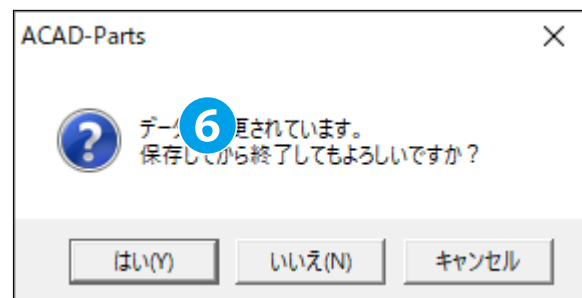 ACAD-Parts
6
データ 更されています。
保存してから終了してもよろしいですか？
はい(Y)
いいえ(N)
キャンセル